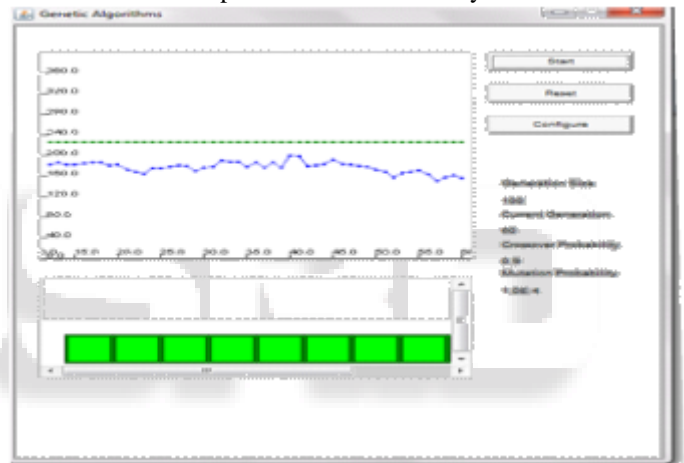 Genetic Algorithms
Start
Reset
Configure
360.0
320.0
240.0
200.0
160.0
120.0
80.0
40.0
15.0 20.0 25.0 30.0 35.0 40.0 45.0 50.0 55.0
Generation Size
100
Current Generation
60
Crossover Probability
0.9
Mutation Probability